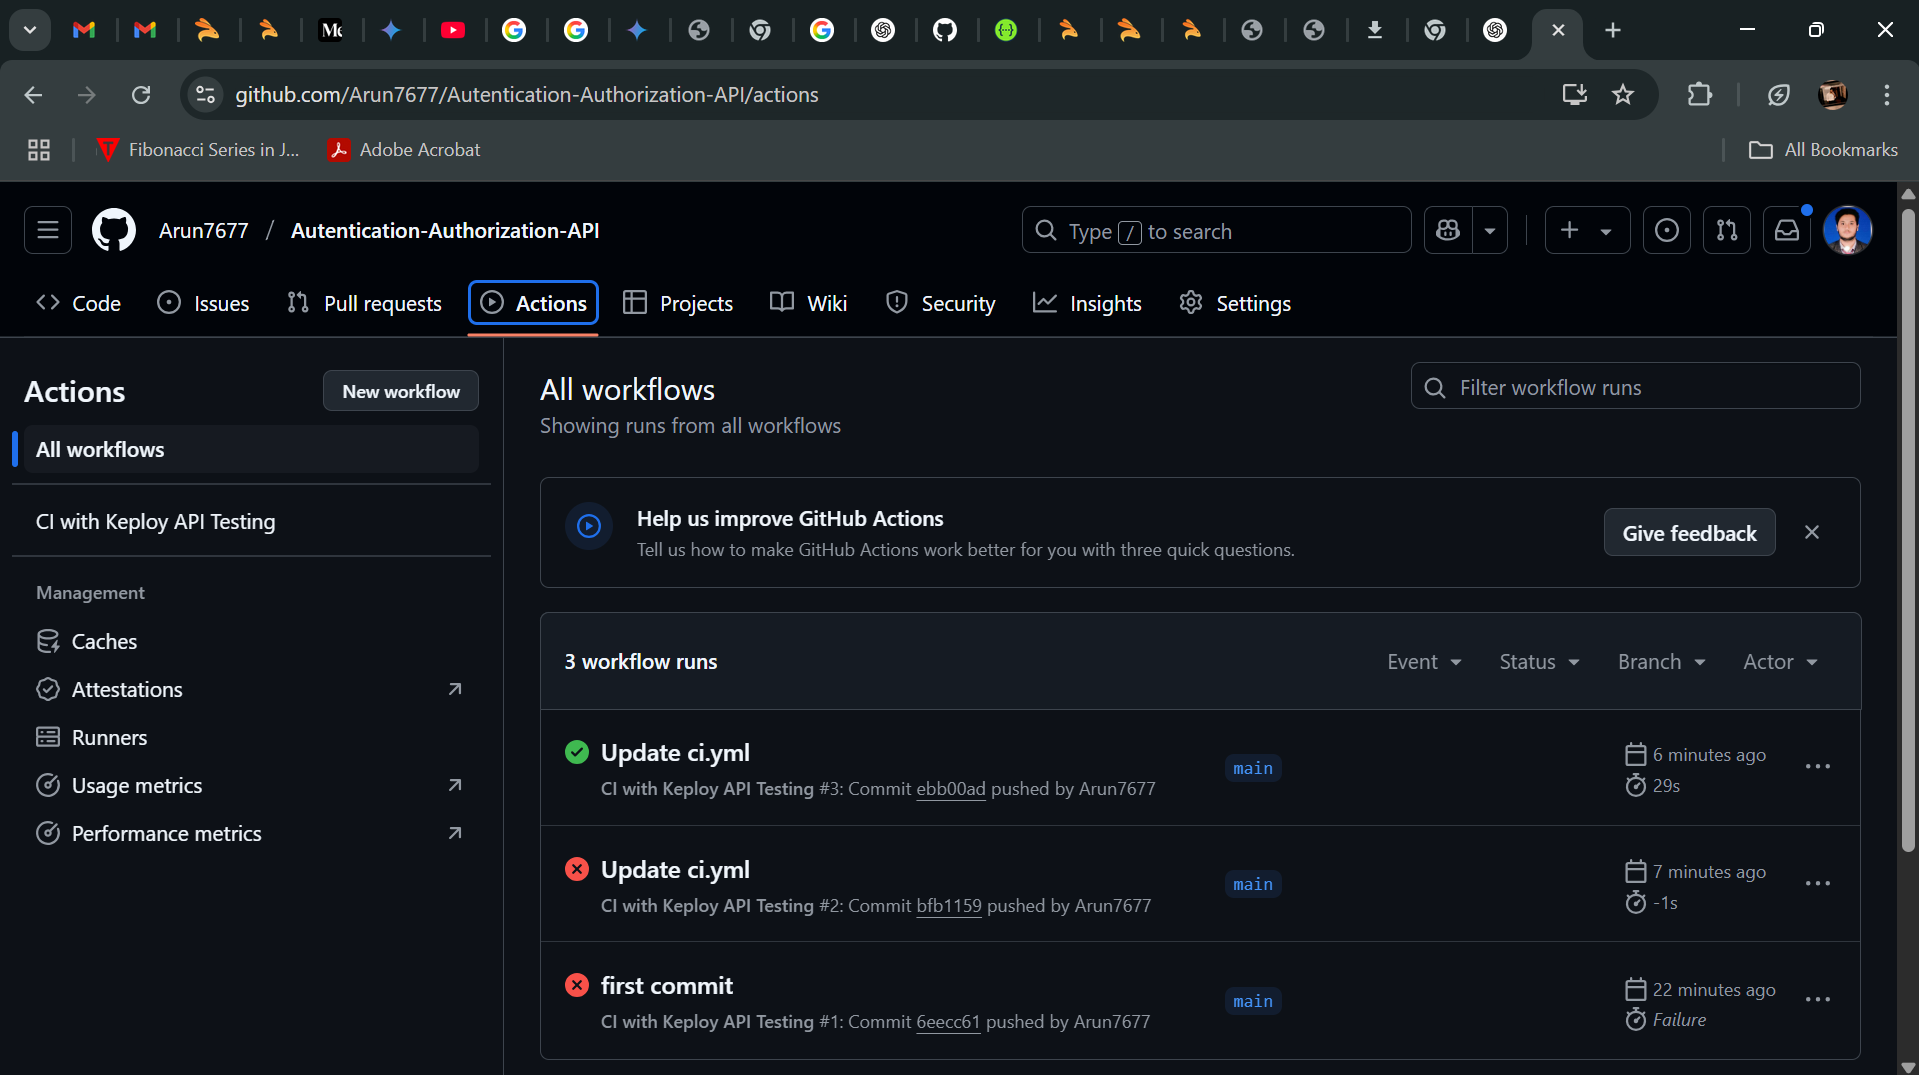 github.com/Arun7677/Autentication-Authorization-API/actions
Fibonacci Series in J...
Adobe Acrobat
All Bookmarks
Arun7677 / Autentication-Authorization-API
Type / to search
Code
Issues
Pull requests
Actions
Projects
Wiki
Security
Insights
Settings
Actions
New workflow
All workflows
CI with Keploy API Testing
Management
Caches
Attestations
Runners
Usage metrics
Performance metrics
All workflows
Showing runs from all workflows
Filter workflow runs
Help us improve GitHub Actions
Tell us how to make GitHub Actions work better for you with three quick questions.
Give feedback
3 workflow runs
Event
Status
Branch
Actor
Update ci.yml
CI with Keploy API Testing #3: Commit ebb00ad pushed by Arun7677
main
6 minutes ago
29s
Update ci.yml
CI with Keploy API Testing #2: Commit bfb1159 pushed by Arun7677
main
7 minutes ago
-1s
first commit
CI with Keploy API Testing #1: Commit 6eecc61 pushed by Arun7677
main
22 minutes ago
Failure